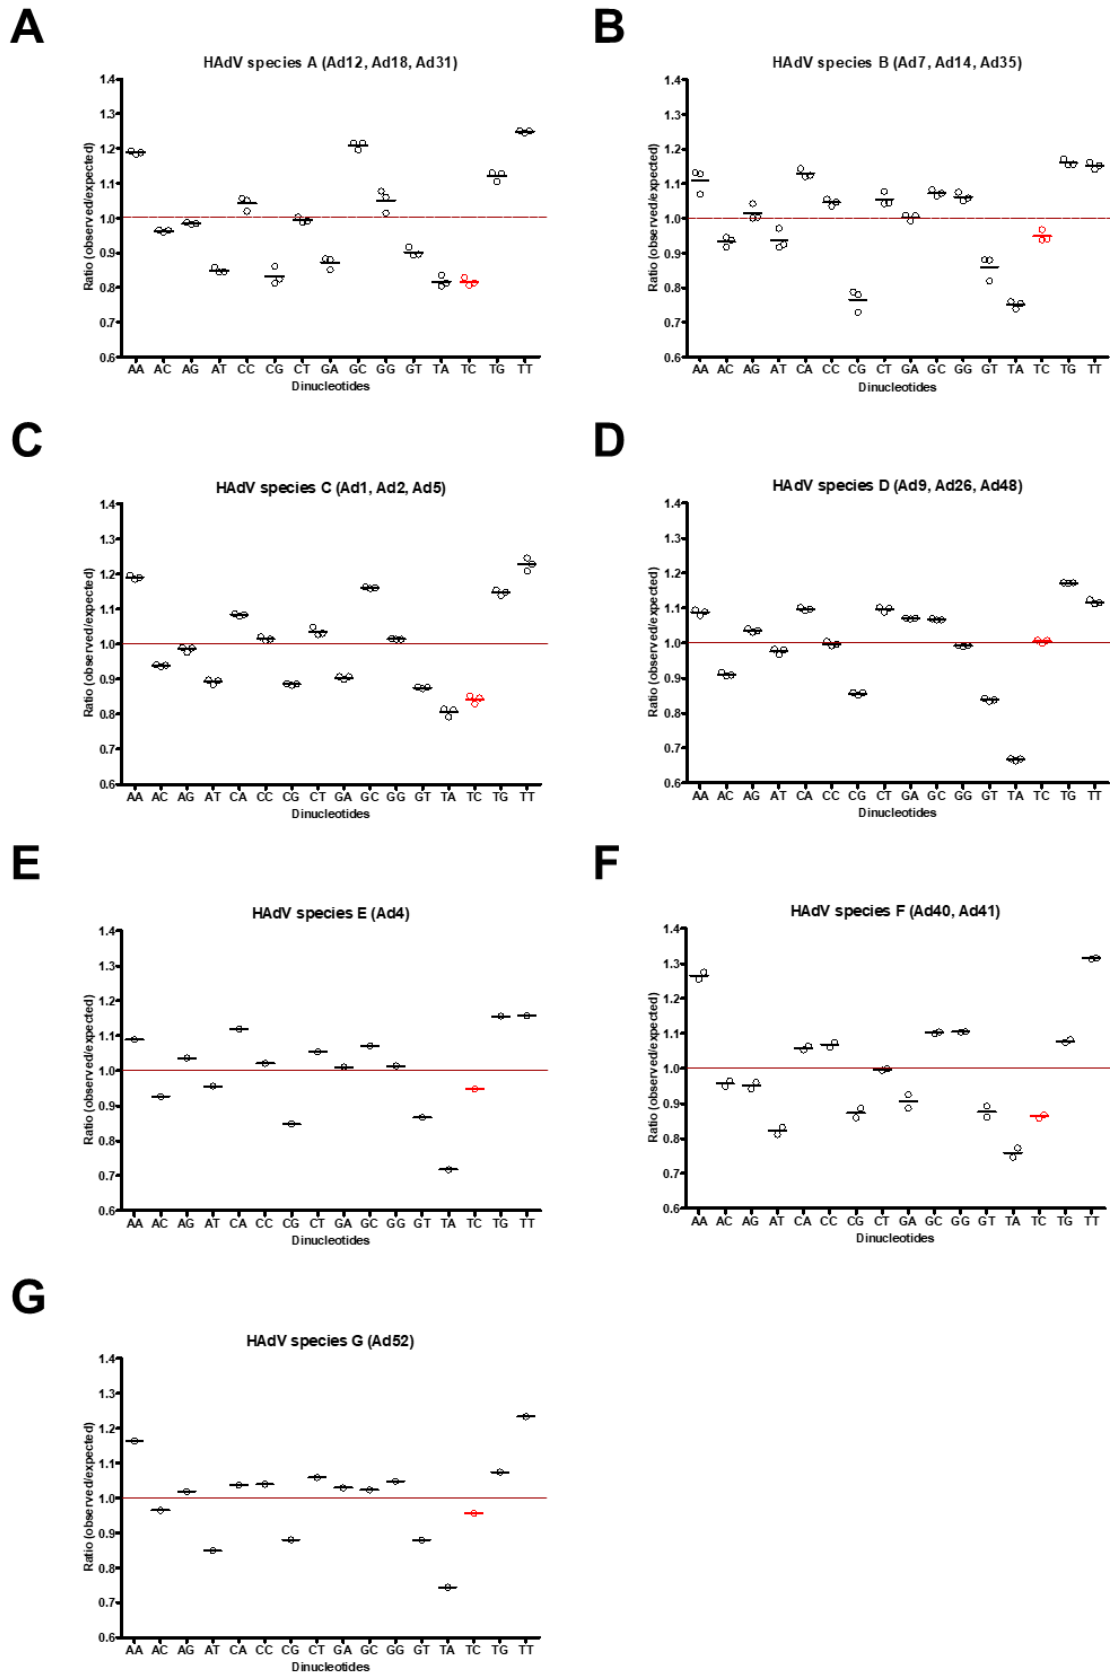 A
HAdV species A (Ad12, Ad18, Ad31)
Ratio (observed/expected)
1.4
1.3
1.2
1.1
1.0
0.9
0.8
0.7
0.6
AA AC AG AT CC CG CT GA GC GG GT TA TC TG TT
Dinucleotides
B
HAdV species B (Ad7, Ad14, Ad35)
Ratio (observed/expected)
1.4
1.3
1.2
1.1
1.0
0.9
0.8
0.7
0.6
AA AC AG AT CA CC CG CT GA GC GG GT TA TC TG TT
Dinucleotides
C
HAdV species C (Ad1, Ad2, Ad5)
Ratio (observed/expected)
1.4
1.3
1.2
1.1
1.0
0.9
0.8
0.7
0.6
AA AC AG AT CA CC CG CT GA GC GG GT TA TC TG TT
Dinucleotides
D
HAdV species D (Ad9, Ad26, Ad48)
Ratio (observed/expected)
1.4
1.3
1.2
1.1
1.0
0.9
0.8
0.7
0.6
AA AC AG AT CA CC CG CT GA GC GG GT TA TC TG TT
Dinucleotides
E
HAdV species E (Ad4)
Ratio (observed/expected)
1.4
1.3
1.2
1.1
1.0
0.9
0.8
0.7
0.6
AA AC AG AT CA CC CG CT GA GC GG GT TA TC TG TT
Dinucleotides
F
HAdV species F (Ad40, Ad41)
Ratio (observed/expected)
1.4
1.3
1.2
1.1
1.0
0.9
0.8
0.7
0.6
AA AC AG AT CA CC CG CT GA GC GG GT TA TC TG TT
Dinucleotides
G
HAdV species G (Ad52)
Ratio (observed/expected)
1.4
1.3
1.2
1.1
1.0
0.9
0.8
0.7
0.6
AA AC AG AT CA CC CG CT GA GC GG GT TA TC TG TT
Dinucleotides